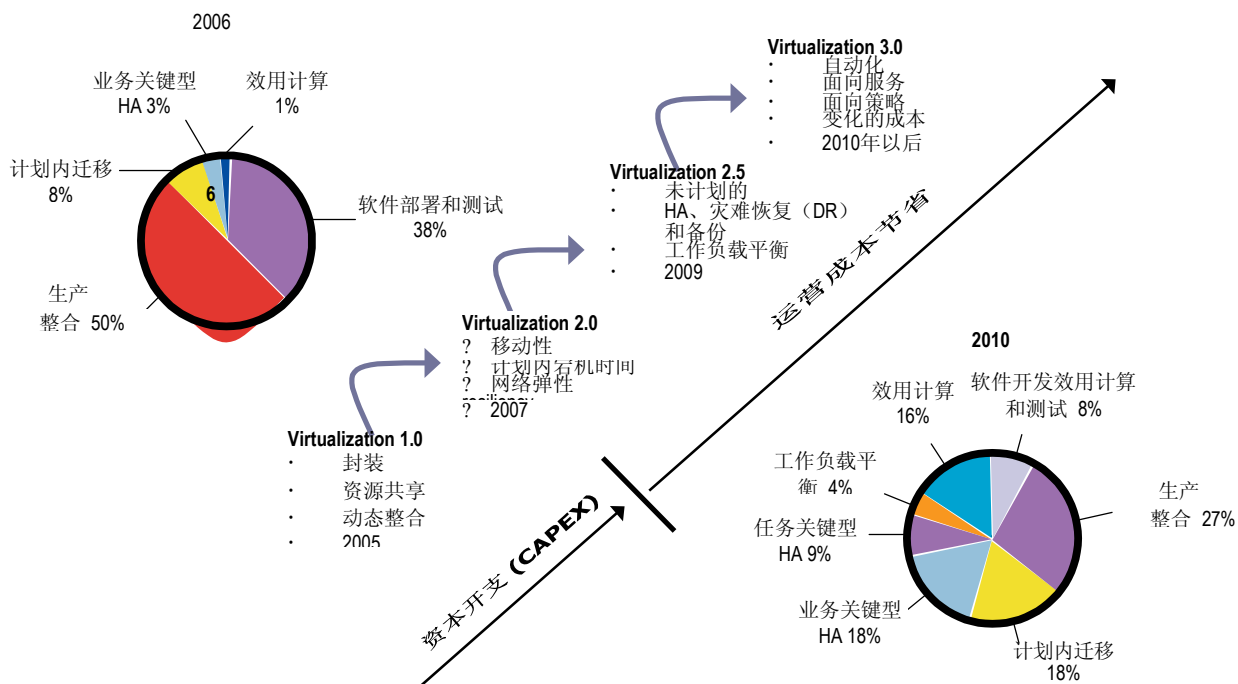 2006
业务关键型
HA 3%
效用计算
1%
计划内迁移
8%
6
软件部署和测试
38%
生产
整合 50%
Virtualization 3.0
· 自动化
· 面向服务
· 面向策略
· 变化的成本
· 2010年以后
Virtualization 2.5
· 未计划的
· HA、灾难恢复（DR）
和备份
· 工作负载平衡
· 2009
Virtualization 2.0
? 移动性
? 计划内宕机时间
? 网络弹性
resiliency
? 2007
Virtualization 1.0
· 封装
· 资源共享
· 动态整合
· 2005
资本开支 (CAPEX)
运营成本节省
2010
效用计算
16%
软件开发效用计算
和测试 8%
工作负载平
衡 4%
生产
整合 27%
任务关键型
HA 9%
业务关键型
HA 18%
计划内迁移
18%